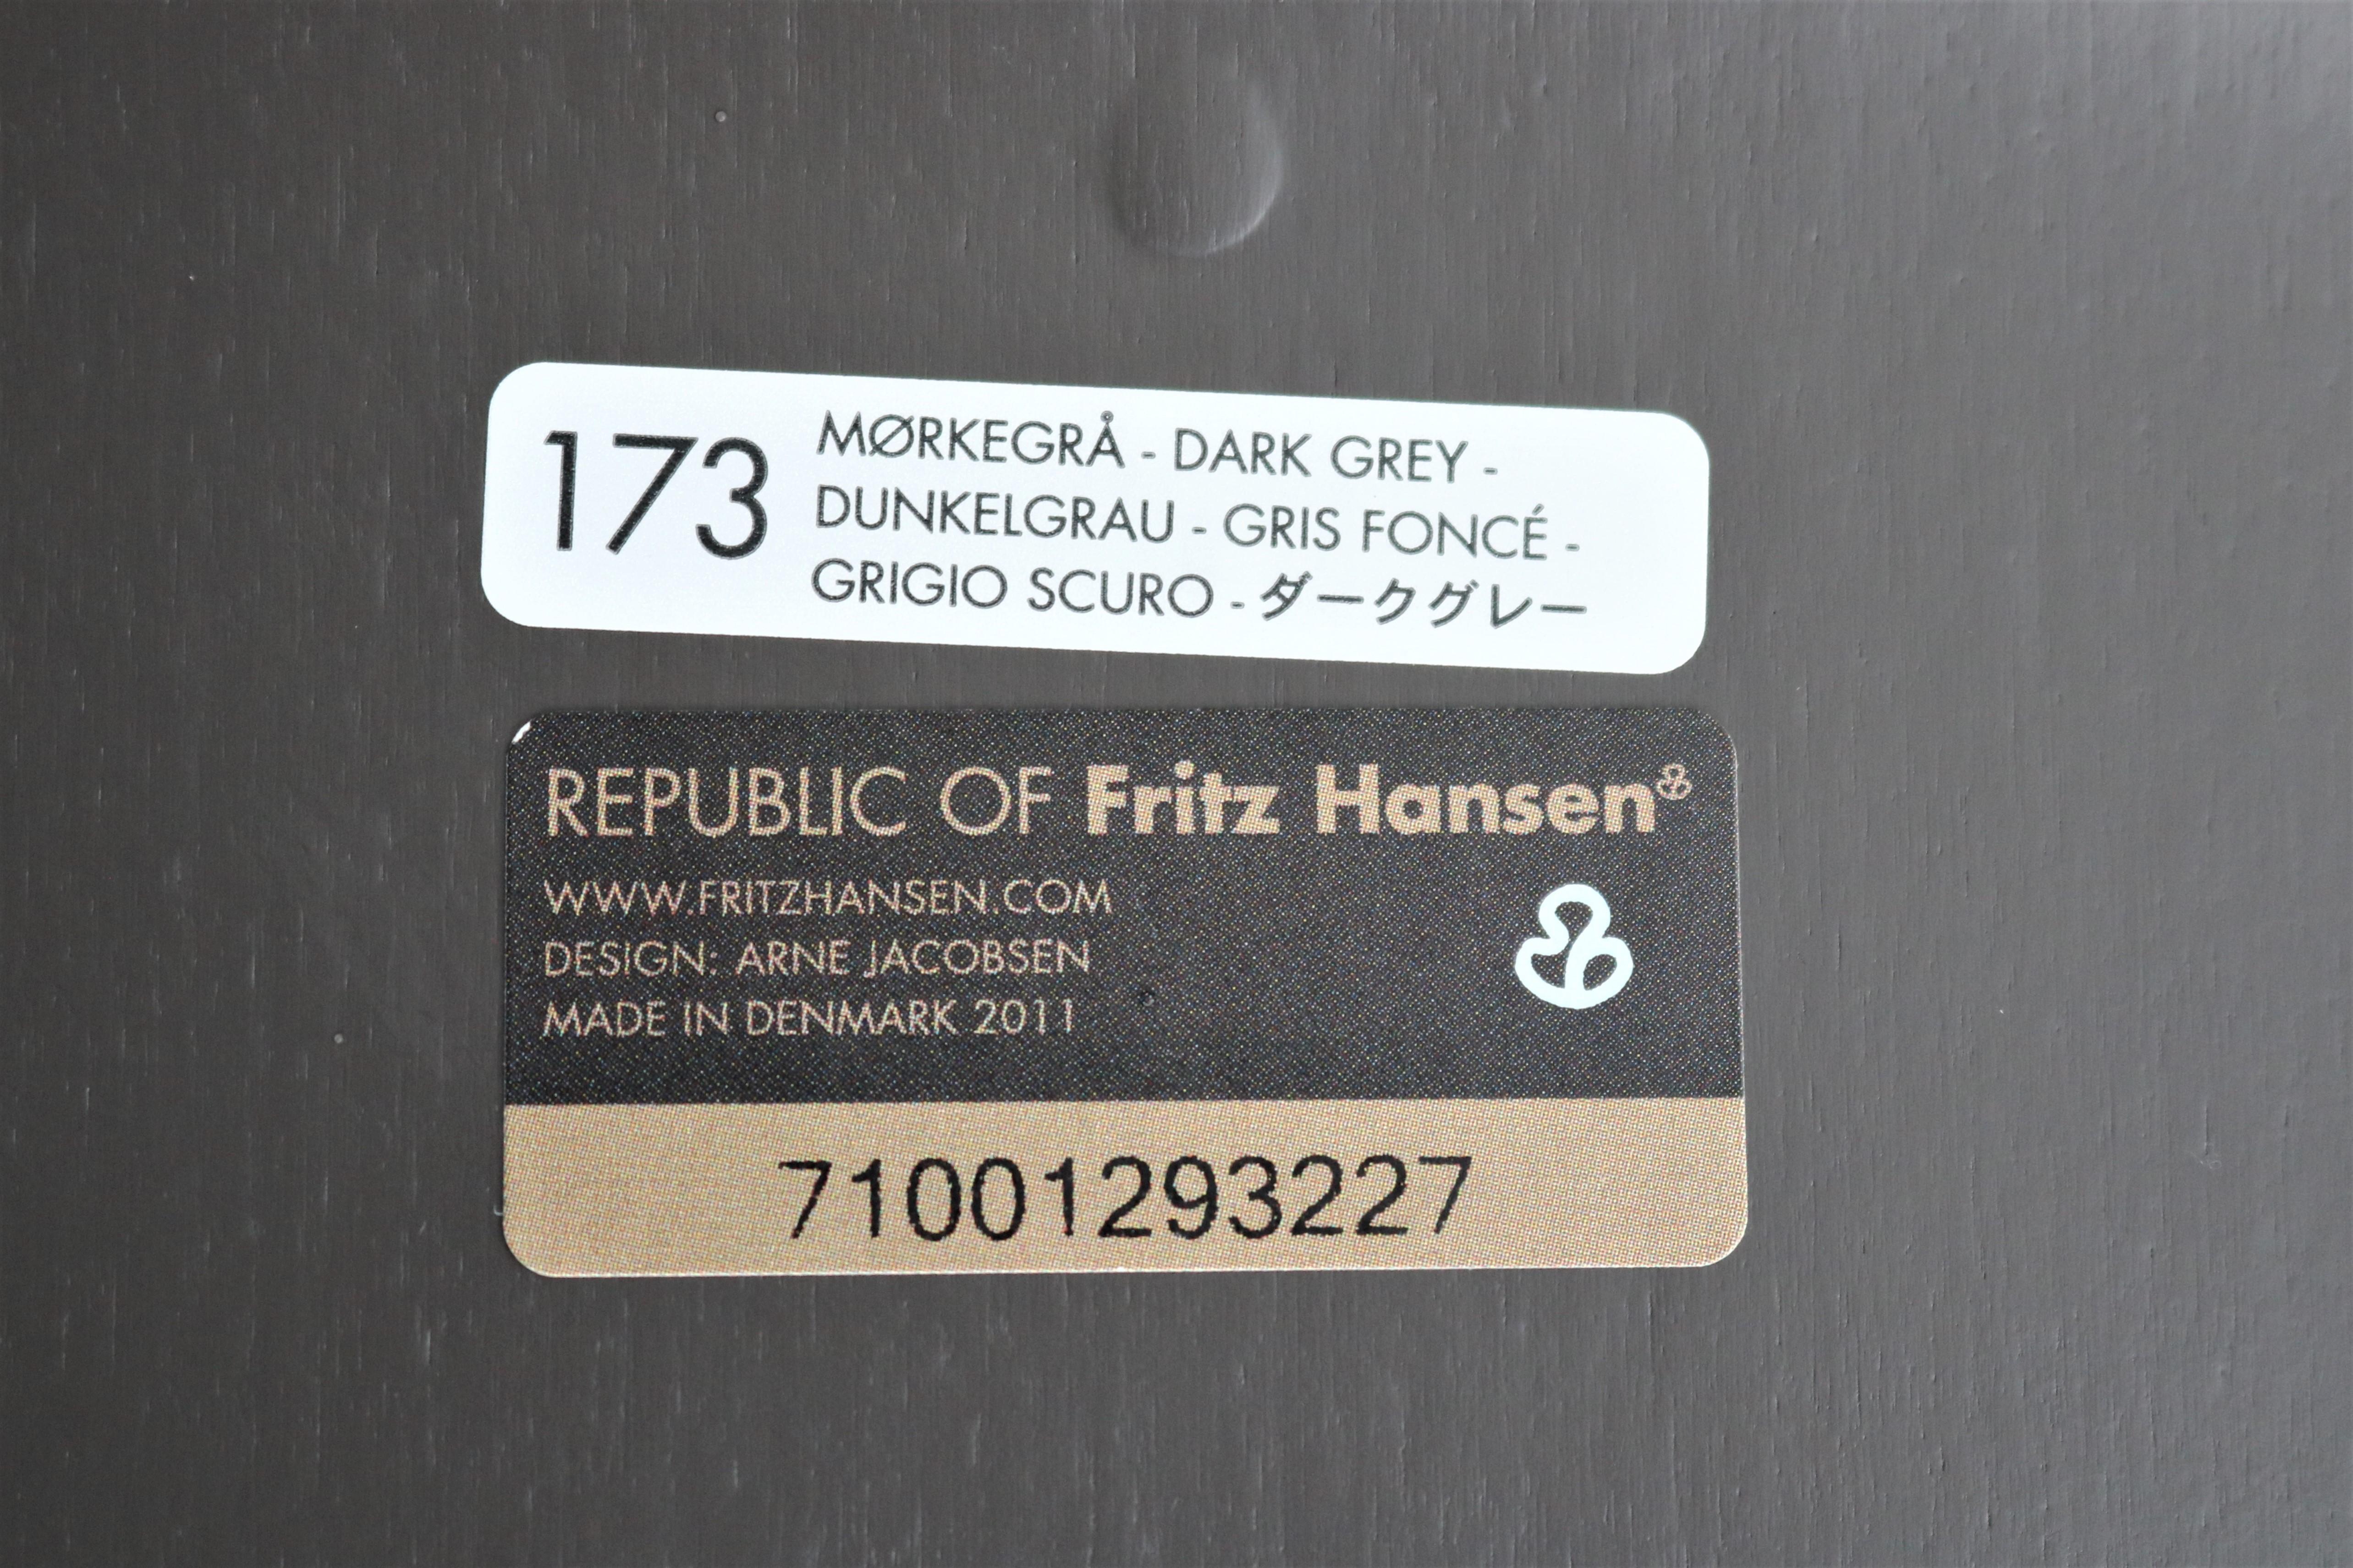 173
MØRKEGRÅ - DARK GREY -
DUNKELGRAU - GRIS FONCÉ -
GRIGIO SCURO - ダークグレー
REPUBLIC OF Fritz Hansen
WWW.FRITZHANSEN.COM
DESIGN: ARNE JACOBSEN
MADE IN DENMARK 2011
71001293227